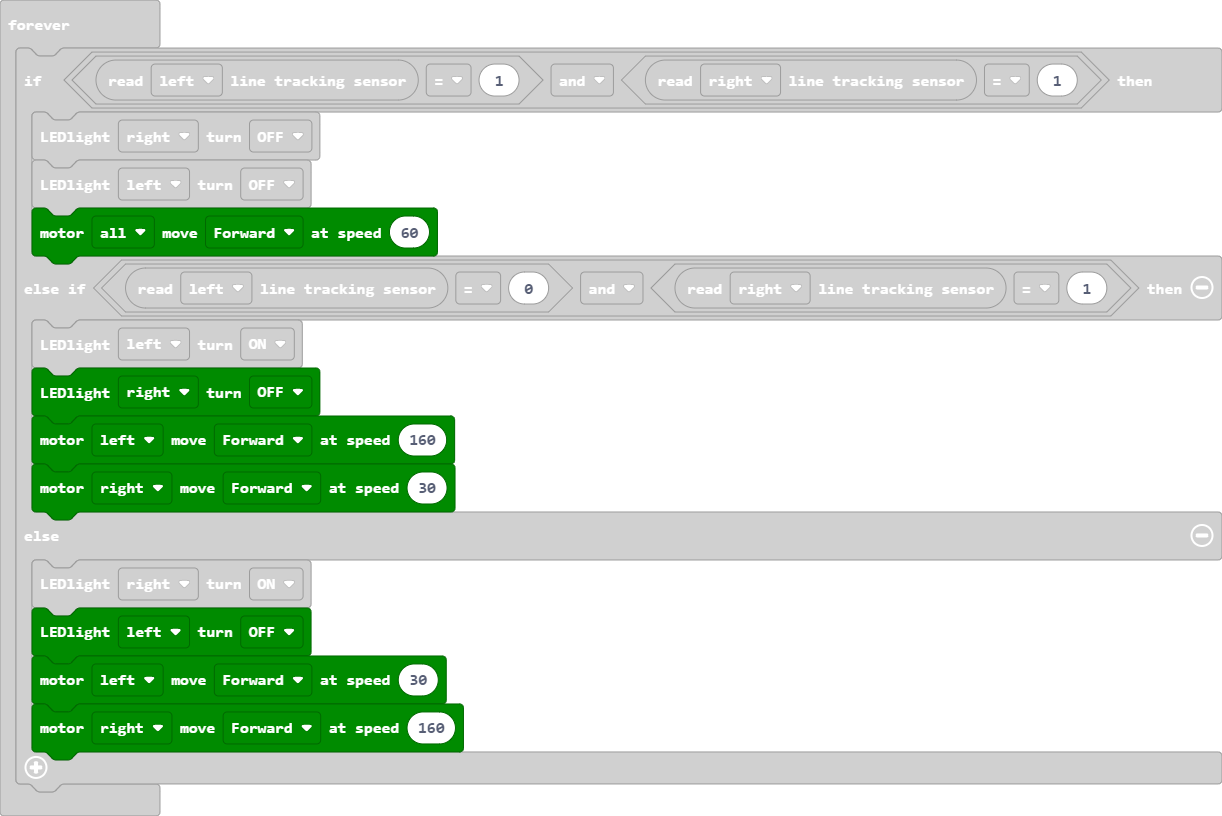 forever
if read left line tracking sensor = 1 and read right line tracking sensor = 1 then
LEDlight right turn OFF
LEDlight left turn OFF
motor all move Forward at speed 60
else if read left line tracking sensor = 0 and read right line tracking sensor = 1 then
LEDlight left turn ON
LEDlight right turn OFF
motor left move Forward at speed 160
motor right move Forward at speed 30
else
LEDlight right turn ON
LEDlight left turn OFF
motor left move Forward at speed 30
motor right move Forward at speed 160